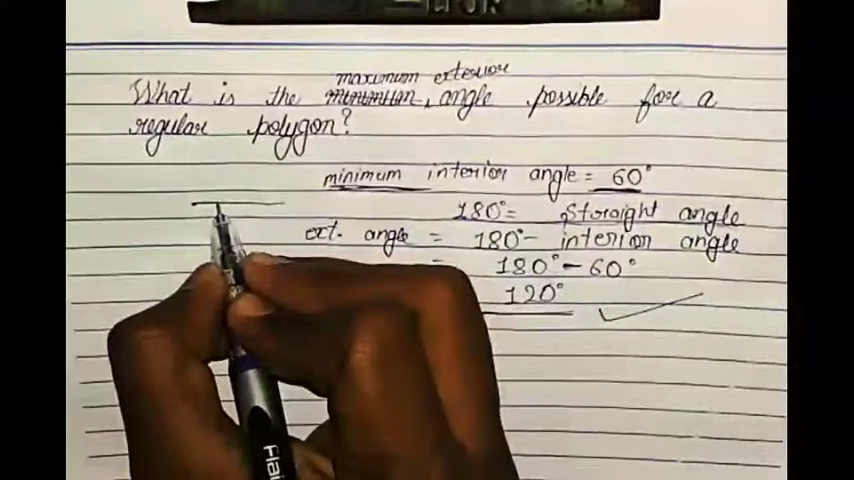 maximum exterior
What is the minimum, angle possible for a
regular polygon?
minimum interior angle = 60°
180° = straight angle
ext. angle = 180° - interior angle
= 180° - 60°
120°